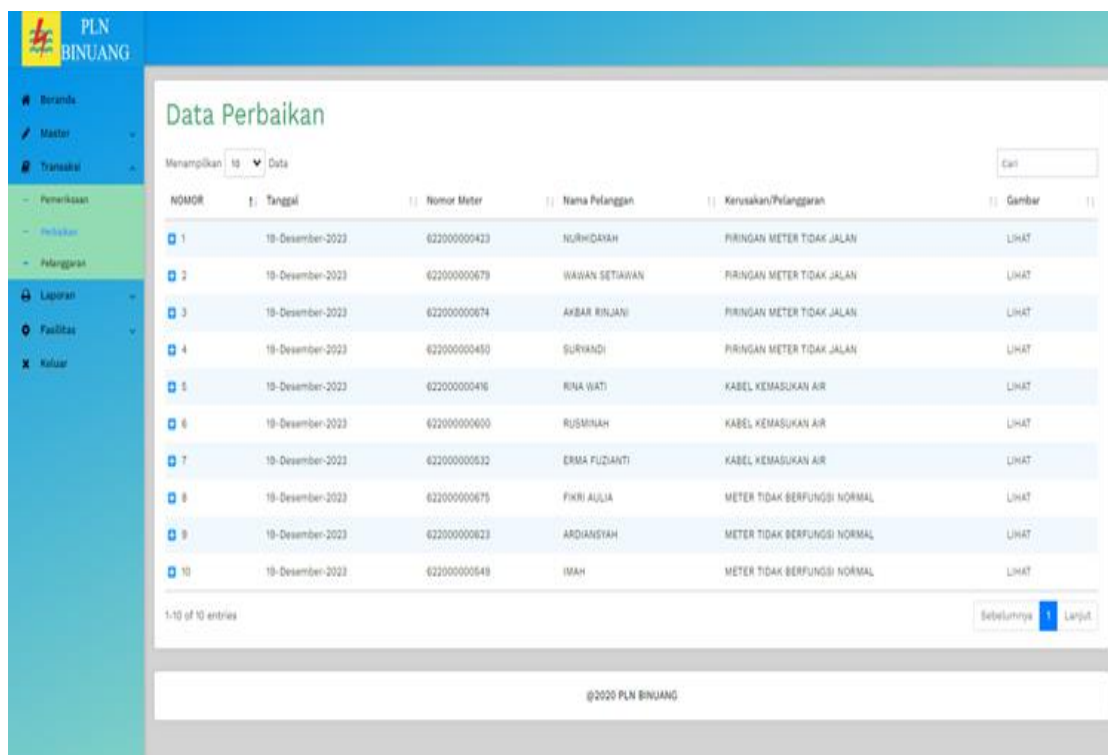 PLN
BINUANG
Beranda
Master
Transaksi
Pemeriksaan
Perbaikan
Pelanggaran
Laporan
Fasilitas
Keluar
Data Perbaikan
Menampilkan 10 Data
Cari
NOMOR Tanggal Nomor Meter Nama Pelanggan Kerusakan/Pelanggaran Gambar
1 19-Desember-2023 622000000423 NURHIDAYAH PIRINGAN METER TIDAK JALAN LIHAT
2 19-Desember-2023 622000000679 WAWAN SETIAWAN PIRINGAN METER TIDAK JALAN LIHAT
3 19-Desember-2023 622000000674 AKBAR RINJANI PIRINGAN METER TIDAK JALAN LIHAT
4 19-Desember-2023 622000000450 SURYANDI PIRINGAN METER TIDAK JALAN LIHAT
5 19-Desember-2023 622000000416 RINA WATI KABEL KEMASUKAN AIR LIHAT
6 19-Desember-2023 622000000600 RUSMINAH KABEL KEMASUKAN AIR LIHAT
7 19-Desember-2023 622000000532 ERMA FUZIANTI KABEL KEMASUKAN AIR LIHAT
8 19-Desember-2023 622000000675 FIKRI AULIA METER TIDAK BERFUNGSI NORMAL LIHAT
9 19-Desember-2023 622000000623 ARDIANSYAH METER TIDAK BERFUNGSI NORMAL LIHAT
10 19-Desember-2023 622000000549 IMAH METER TIDAK BERFUNGSI NORMAL LIHAT
1-10 of 10 entries
Sebelumnya 1 Lanjut
@2020 PLN BINUANG